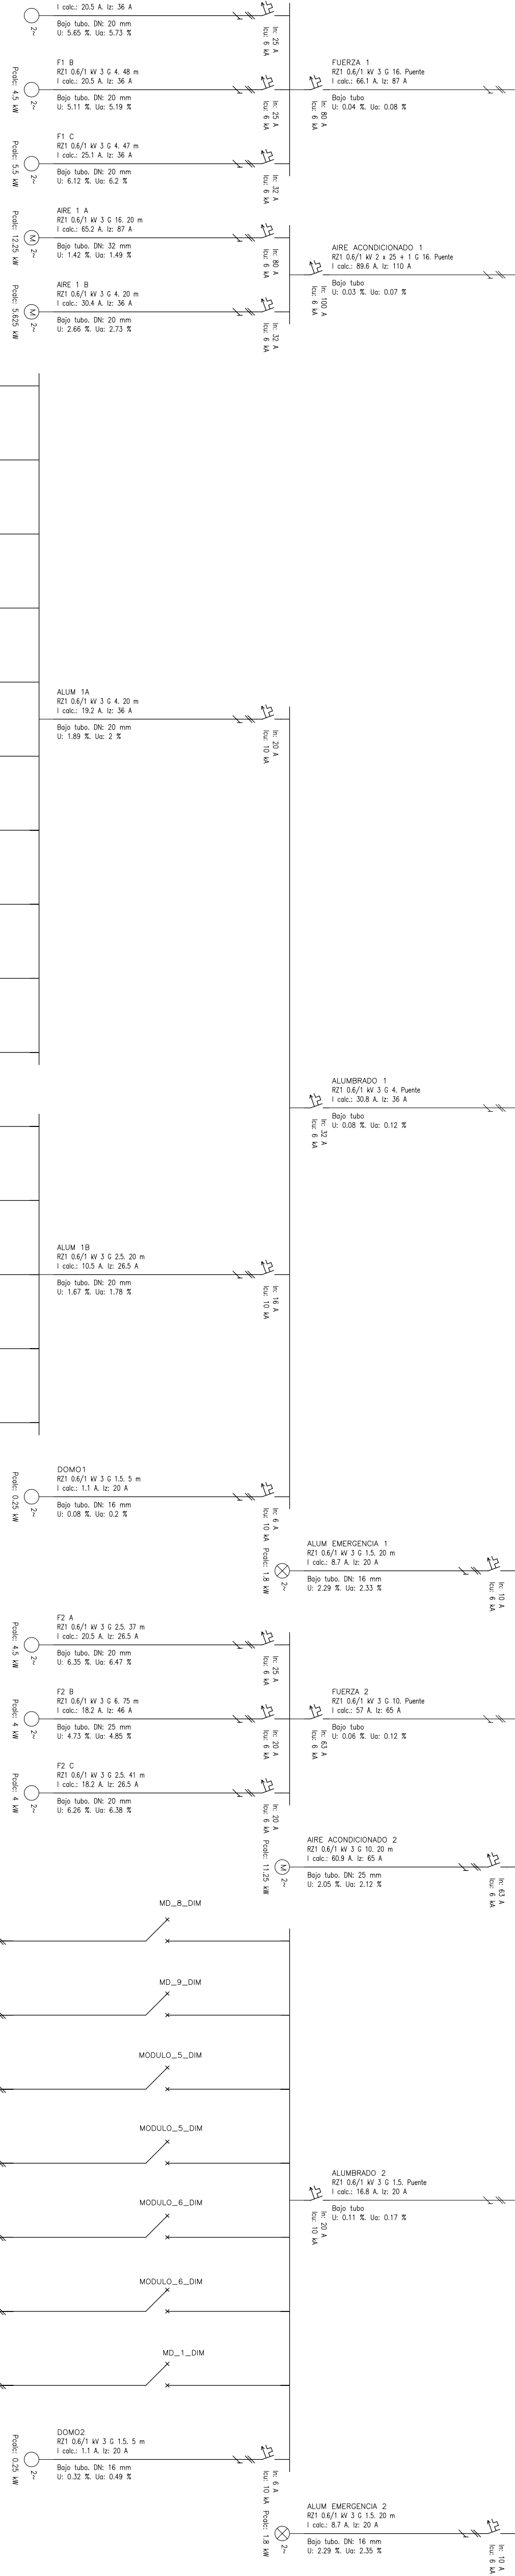 I calc.: 20.5 A. Iz: 36 A
Bajo tubo. DN: 20 mm
U: 5.65 %. Ua: 5.73 %
2~
In: 25 A
Icu: 6 kA
F1 B
RZ1 0.6/1 kV 3 G 4. 48 m
I calc.: 20.5 A. Iz: 36 A
Bajo tubo. DN: 20 mm
U: 5.11 %. Ua: 5.19 %
Pcalc: 4.5 kW
2~
In: 25 A
Icu: 6 kA
FUERZA 1
RZ1 0.6/1 kV 3 G 16. Puente
I calc.: 66.1 A. Iz: 87 A
Bajo tubo
U: 0.04 %. Ua: 0.08 %
In: 80 A
Icu: 6 kA
F1 C
RZ1 0.6/1 kV 3 G 4. 47 m
I calc.: 25.1 A. Iz: 36 A
Bajo tubo. DN: 20 mm
U: 6.12 %. Ua: 6.2 %
Pcalc: 5.5 kW
2~
In: 32 A
Icu: 6 kA
AIRE 1 A
RZ1 0.6/1 kV 3 G 16. 20 m
I calc.: 65.2 A. Iz: 87 A
Bajo tubo. DN: 32 mm
U: 1.42 %. Ua: 1.49 %
Pcalc: 12.25 kW
M
2~
In: 80 A
Icu: 6 kA
AIRE ACONDICIONADO 1
RZ1 0.6/1 kV 2 x 25 + 1 G 16. Puente
I calc.: 89.6 A. Iz: 110 A
Bajo tubo
U: 0.03 %. Ua: 0.07 %
In: 100 A
Icu: 6 kA
AIRE 1 B
RZ1 0.6/1 kV 3 G 4. 20 m
I calc.: 30.4 A. Iz: 36 A
Bajo tubo. DN: 20 mm
U: 2.66 %. Ua: 2.73 %
Pcalc: 5.625 kW
M
2~
In: 32 A
Icu: 6 kA
ALUM 1A
RZ1 0.6/1 kV 3 G 4. 20 m
I calc.: 19.2 A. Iz: 36 A
Bajo tubo. DN: 20 mm
U: 1.89 %. Ua: 2 %
In: 20 A
Icu: 10 kA
ALUMBRADO 1
RZ1 0.6/1 kV 3 G 4. Puente
I calc.: 30.8 A. Iz: 36 A
Bajo tubo
U: 0.08 %. Ua: 0.12 %
In: 32 A
Icu: 6 kA
ALUM 1B
RZ1 0.6/1 kV 3 G 2.5. 20 m
I calc.: 10.5 A. Iz: 26.5 A
Bajo tubo. DN: 20 mm
U: 1.67 %. Ua: 1.78 %
In: 16 A
Icu: 10 kA
DOMO1
RZ1 0.6/1 kV 3 G 1.5. 5 m
I calc.: 1.1 A. Iz: 20 A
Bajo tubo. DN: 16 mm
U: 0.08 %. Ua: 0.2 %
Pcalc: 0.25 kW
2~
In: 6 A
Icu: 10 kA
ALUM EMERGENCIA 1
RZ1 0.6/1 kV 3 G 1.5. 20 m
I calc.: 8.7 A. Iz: 20 A
Bajo tubo. DN: 16 mm
U: 2.29 %. Ua: 2.33 %
Pcalc: 1.8 kW
2~
In: 10 A
Icu: 6 kA
F2 A
RZ1 0.6/1 kV 3 G 2.5. 37 m
I calc.: 20.5 A. Iz: 26.5 A
Bajo tubo. DN: 20 mm
U: 6.35 %. Ua: 6.47 %
Pcalc: 4.5 kW
2~
In: 25 A
Icu: 6 kA
F2 B
RZ1 0.6/1 kV 3 G 6. 75 m
I calc.: 18.2 A. Iz: 46 A
Bajo tubo. DN: 25 mm
U: 4.73 %. Ua: 4.85 %
Pcalc: 4 kW
2~
In: 20 A
Icu: 6 kA
FUERZA 2
RZ1 0.6/1 kV 3 G 10. Puente
I calc.: 57 A. Iz: 65 A
Bajo tubo
U: 0.06 %. Ua: 0.12 %
In: 63 A
Icu: 6 kA
F2 C
RZ1 0.6/1 kV 3 G 2.5. 41 m
I calc.: 18.2 A. Iz: 26.5 A
Bajo tubo. DN: 20 mm
U: 6.26 %. Ua: 6.38 %
Pcalc: 4 kW
2~
In: 20 A
Icu: 6 kA
AIRE ACONDICIONADO 2
RZ1 0.6/1 kV 3 G 10. 20 m
I calc.: 60.9 A. Iz: 65 A
Bajo tubo. DN: 25 mm
U: 2.05 %. Ua: 2.12 %
Pcalc: 11.25 kW
M
2~
In: 63 A
Icu: 6 kA
MD_8_DIM
MD_9_DIM
MODULO_5_DIM
MODULO_5_DIM
MODULO_6_DIM
MODULO_6_DIM
MD_1_DIM
ALUMBRADO 2
RZ1 0.6/1 kV 3 G 1.5. Puente
I calc.: 16.8 A. Iz: 20 A
Bajo tubo
U: 0.11 %. Ua: 0.17 %
In: 20 A
Icu: 10 kA
DOMO2
RZ1 0.6/1 kV 3 G 1.5. 5 m
I calc.: 1.1 A. Iz: 20 A
Bajo tubo. DN: 16 mm
U: 0.32 %. Ua: 0.49 %
Pcalc: 0.25 kW
2~
In: 6 A
Icu: 10 kA
ALUM EMERGENCIA 2
RZ1 0.6/1 kV 3 G 1.5. 20 m
I calc.: 8.7 A. Iz: 20 A
Bajo tubo. DN: 16 mm
U: 2.29 %. Ua: 2.35 %
Pcalc: 1.8 kW
2~
In: 10 A
Icu: 6 kA